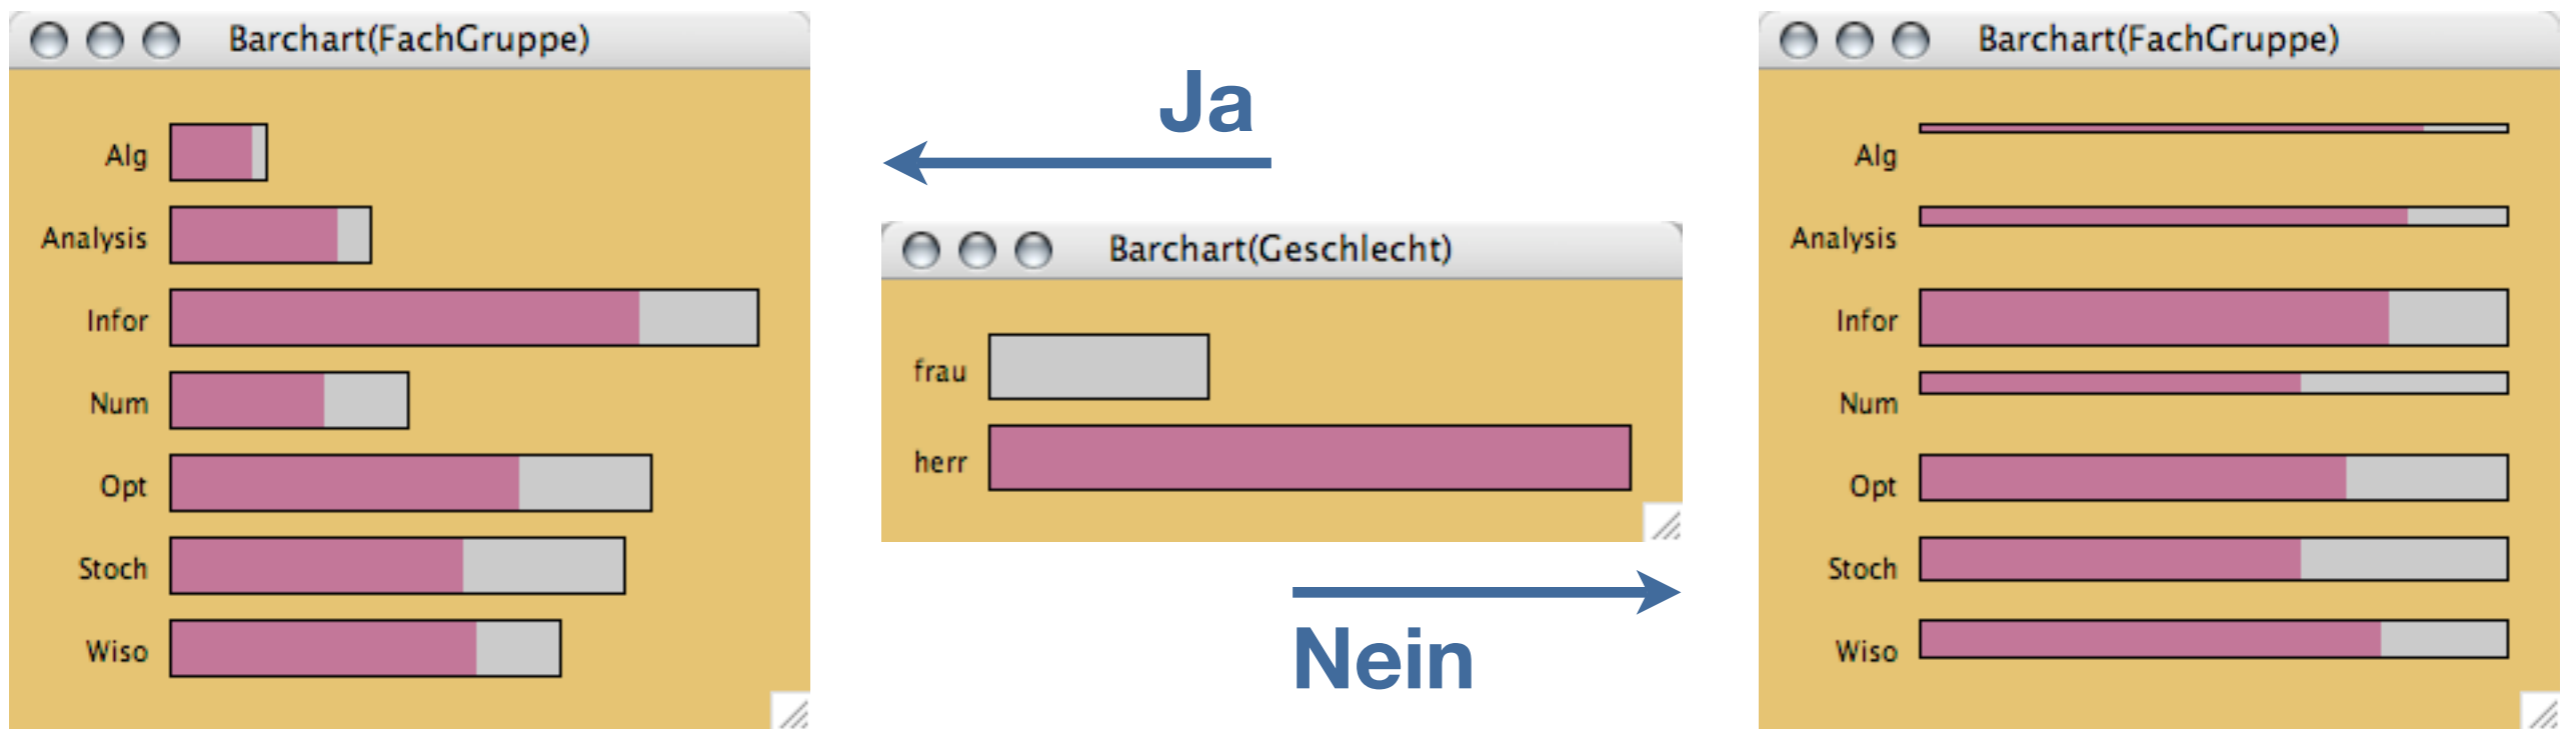 Barchart(FachGruppe)
Alg
Analysis
Infor
Num
Opt
Stoch
Wiso
Ja
Barchart(Geschlecht)
frau
herr
Nein
Barchart(FachGruppe)
Alg
Analysis
Infor
Num
Opt
Stoch
Wiso